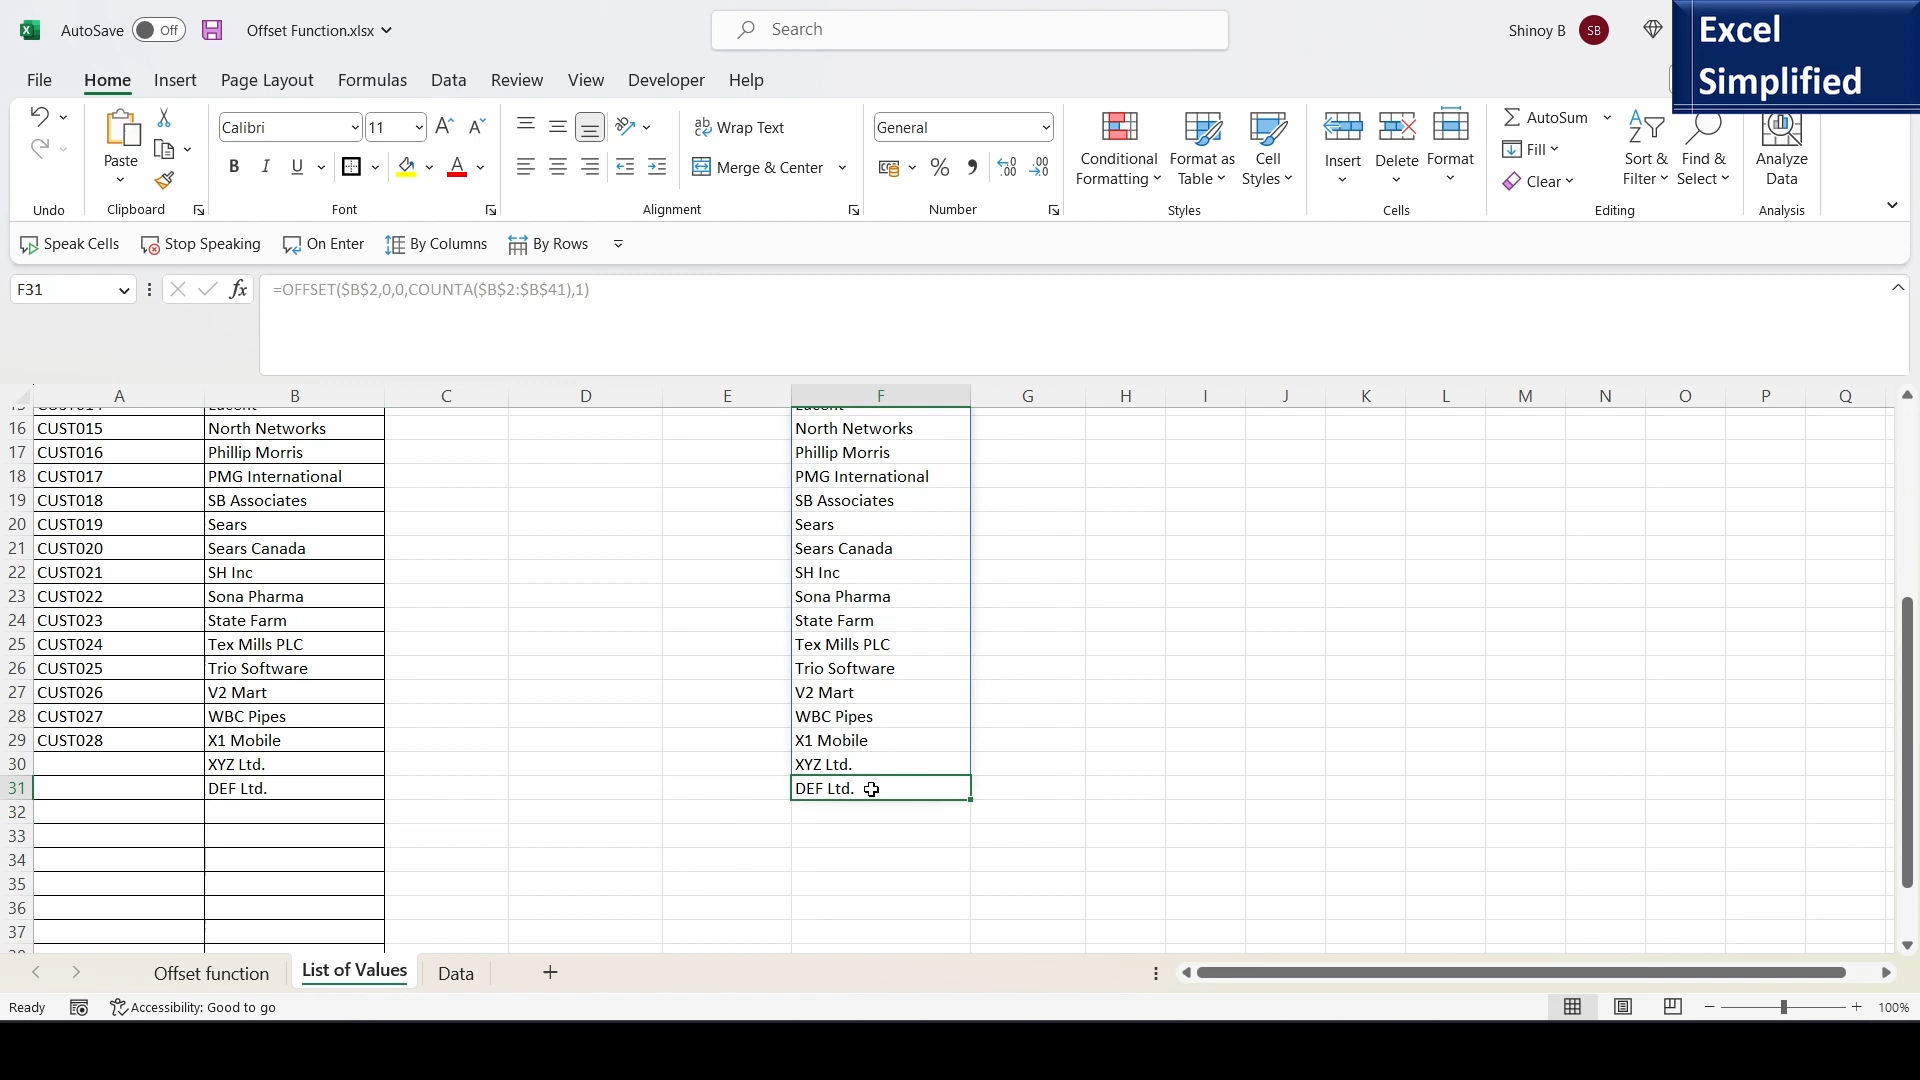 AutoSave Off Offset Function.xlsx Search Shinoy B SB Excel
Simplified
File Home Insert Page Layout Formulas Data Review View Developer Help
Calibri 11 Wrap Text General AutoSum
Paste Conditional Formatting Format as Table Cell Styles Insert Delete Format Fill Sort & Filter Find & Select Analyze Data
B I U Merge & Center % Clear
Undo Clipboard Font Alignment Number Styles Cells Editing Analysis
Speak Cells Stop Speaking On Enter By Columns By Rows
F31 fx =OFFSET($B$2,0,0,COUNTA($B$2:$B$41),1)
A B C D E F G H I J K L M N O P Q
16 CUST015 North Networks North Networks
17 CUST016 Phillip Morris Phillip Morris
18 CUST017 PMG International PMG International
19 CUST018 SB Associates SB Associates
20 CUST019 Sears Sears
21 CUST020 Sears Canada Sears Canada
22 CUST021 SH Inc SH Inc
23 CUST022 Sona Pharma Sona Pharma
24 CUST023 State Farm State Farm
25 CUST024 Tex Mills PLC Tex Mills PLC
26 CUST025 Trio Software Trio Software
27 CUST026 V2 Mart V2 Mart
28 CUST027 WBC Pipes WBC Pipes
29 CUST028 X1 Mobile X1 Mobile
30 XYZ Ltd. XYZ Ltd.
31 DEF Ltd. DEF Ltd.
32
33
34
35
36
37
Offset function List of Values Data
Ready Accessibility: Good to go 100%